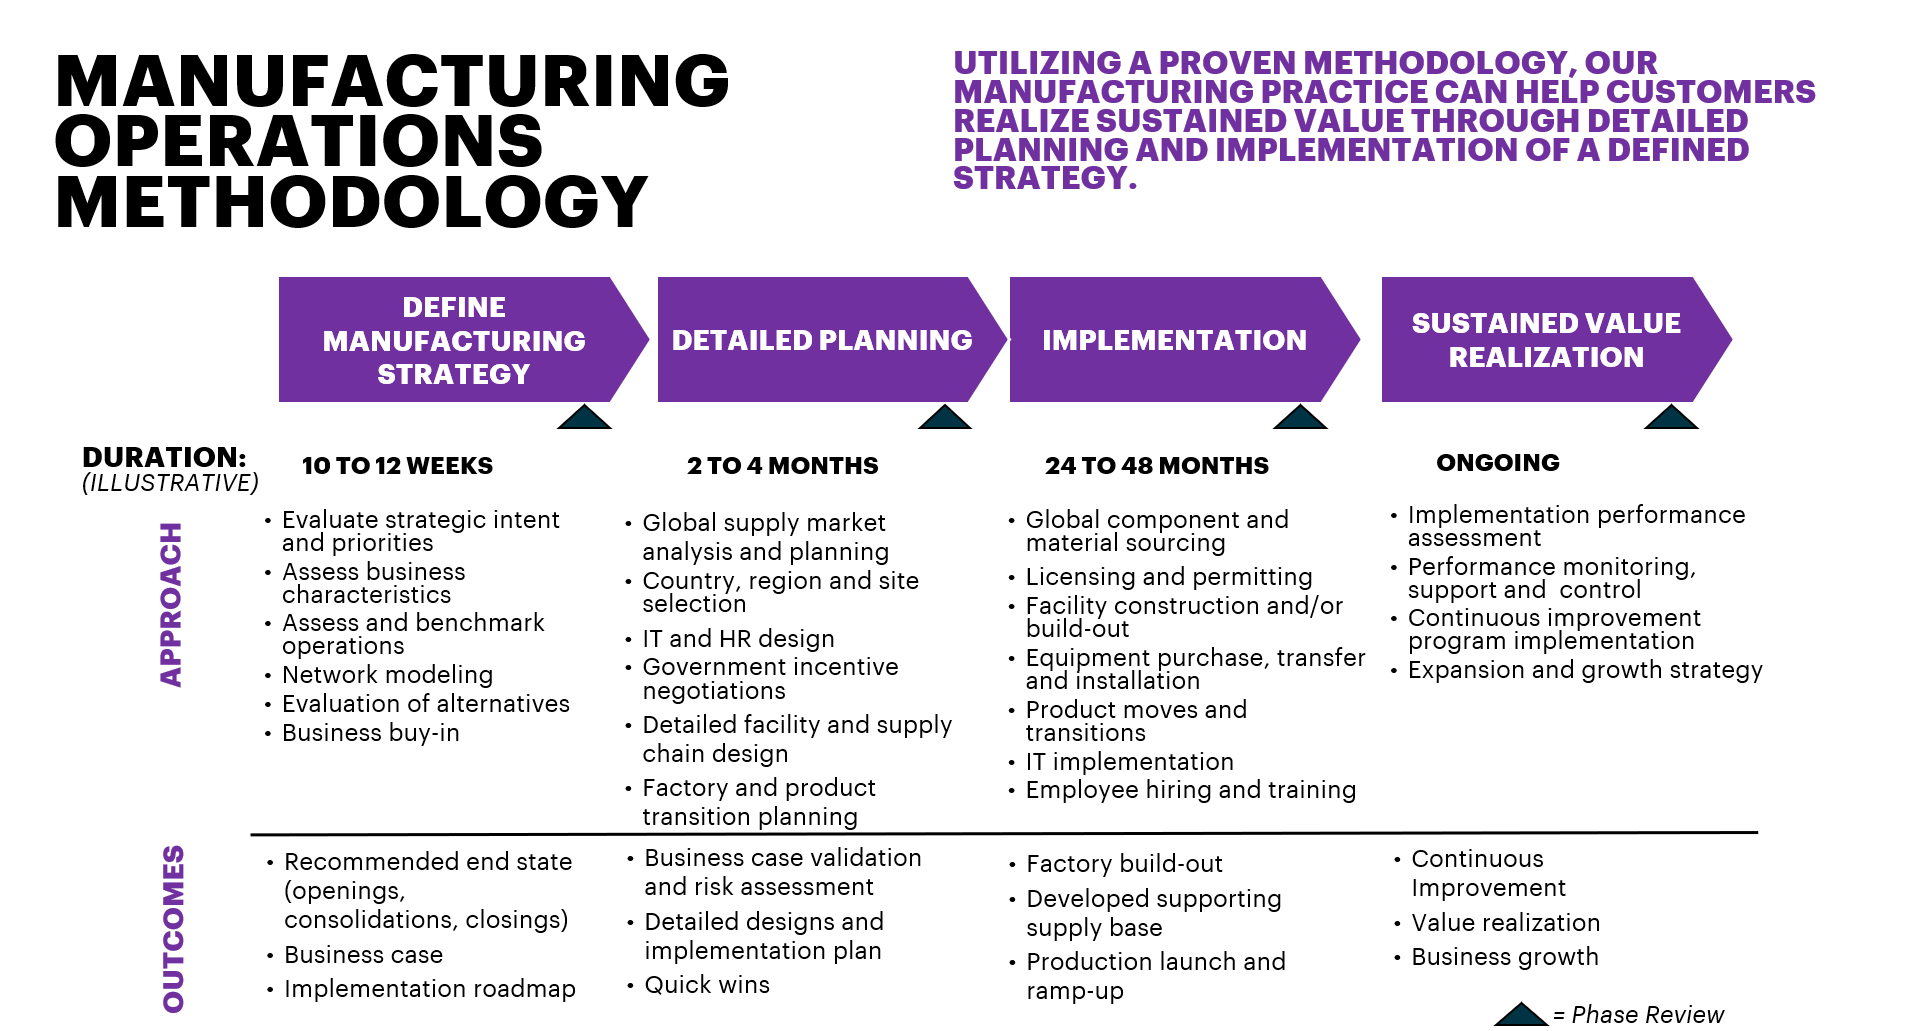 MANUFACTURING
OPERATIONS
METHODOLOGY
UTILIZING A PROVEN METHODOLOGY, OUR
MANUFACTURING PRACTICE CAN HELP CUSTOMERS
REALIZE SUSTAINED VALUE THROUGH DETAILED
PLANNING AND IMPLEMENTATION OF A DEFINED
STRATEGY.
DEFINE
MANUFACTURING
STRATEGY
DETAILED PLANNING
IMPLEMENTATION
SUSTAINED VALUE
REALIZATION
DURATION:
(ILLUSTRATIVE)
10 TO 12 WEEKS
2 TO 4 MONTHS
24 TO 48 MONTHS
ONGOING
APPROACH
• Evaluate strategic intent
and priorities
• Assess business
characteristics
• Assess and benchmark
operations
• Network modeling
• Evaluation of alternatives
• Business buy-in
• Global supply market
analysis and planning
• Country, region and site
selection
• IT and HR design
• Government incentive
negotiations
• Detailed facility and supply
chain design
• Factory and product
transition planning
• Global component and
material sourcing
• Licensing and permitting
• Facility construction and/or
build-out
• Equipment purchase, transfer
and installation
• Product moves and
transitions
• IT implementation
• Employee hiring and training
• Implementation performance
assessment
• Performance monitoring,
support and  control
• Continuous improvement
program implementation
• Expansion and growth strategy
OUTCOMES
• Recommended end state
(openings,
consolidations, closings)
• Business case
• Implementation roadmap
• Business case validation
and risk assessment
• Detailed designs and
implementation plan
• Quick wins
• Factory build-out
• Developed supporting
supply base
• Production launch and
ramp-up
• Continuous
Improvement
• Value realization
• Business growth
= Phase Review